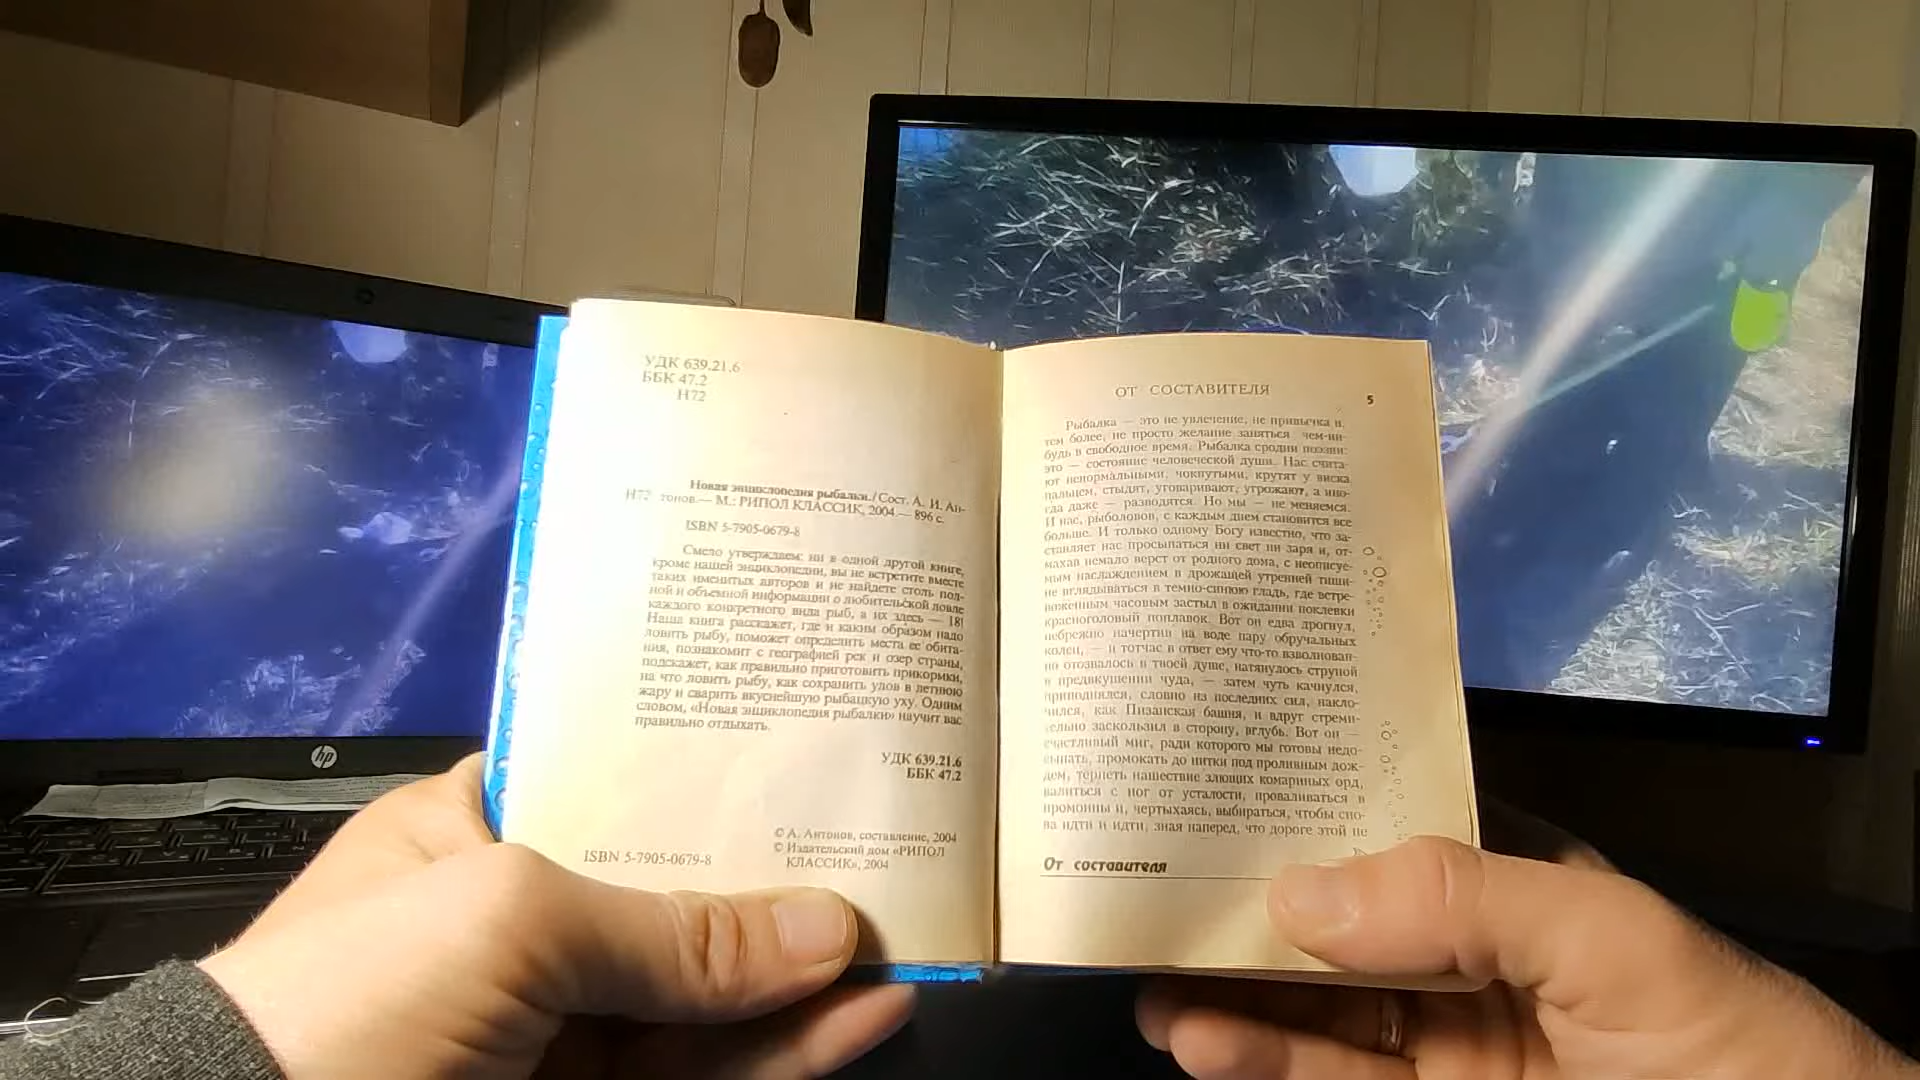 УДК 639.21.6
ББК 47.2
Н72
Новая энциклопедия рыбалки./Сост. А. И. Ан-
Н72 тонов.— М.: РИПОЛ КЛАССИК, 2004.— 896 с.
ISBN 5-7905-0679-8
Смело утверждаем: ни в одной другой книге,
кроме нашей энциклопедии, вы не встретите вместе
таких именитых авторов и не найдете столь пол-
ной и объемной информации о любительской ловле
каждого конкретного вида рыб, а их здесь — 18!
Наша книга расскажет, где и каким образом надо
ловить рыбу, поможет определить места ее обита-
ния, познакомит с географией рек и озер страны,
подскажет, как правильно приготовить прикормки,
на что ловить рыбу, как сохранить улов в летнюю
жару и сварить вкуснейшую рыбацкую уху. Одним
словом, «Новая энциклопедия рыбалки» научит вас
правильно отдыхать.
УДК 639.21.6
ББК 47.2
© А. Антонов, составление, 2004
© Издательский дом «РИПОЛ
КЛАССИК», 2004
ISBN 5-7905-0679-8
ОТ СОСТАВИТЕЛЯ
5
Рыбалка — это не увлечение, не привычка и,
тем более, не просто желание заняться чем-ни-
будь в свободное время. Рыбалка сродни поэзии:
это — состояние человеческой души. Нас счита-
ют ненормальными, чокнутыми, крутят у виска
пальцем, стыдят, уговаривают, угрожают, а ино-
гда даже — разводятся. Но мы — не меняемся.
И нас, рыболовов, с каждым днем становится все
больше. И только одному Богу известно, что за-
ставляет нас просыпаться ни свет ни заря и, от-
махав немало верст от родного дома, с неописуе-
мым наслаждением в дрожащей утренней тиши-
не вглядываться в темно-синюю гладь, где встре-
воженным часовым застыл в ожидании поклевки
красноголовый поплавок. Вот он едва дрогнул,
небрежно начертив на воде пару обручальных
колец, — и тотчас в ответ ему что-то взволнован-
но отозвалось в твоей душе, натянулось струной
в предвкушении чуда, — затем чуть качнулся,
приподнялся, словно из последних сил, накло-
нился, как Пизанская башня, и вдруг стреми-
тельно заскользил в сторону, вглубь. Вот он —
счастливый миг, ради которого мы готовы недо-
сыпать, промокать до нитки под проливным дож-
дем, терпеть нашествие злющих комариных орд,
валиться с ног от усталости, проваливаться в
промоины и, чертыхаясь, выбираться, чтобы сно-
ва идти и идти, зная наперед, что дороге этой не
От составителя
hp